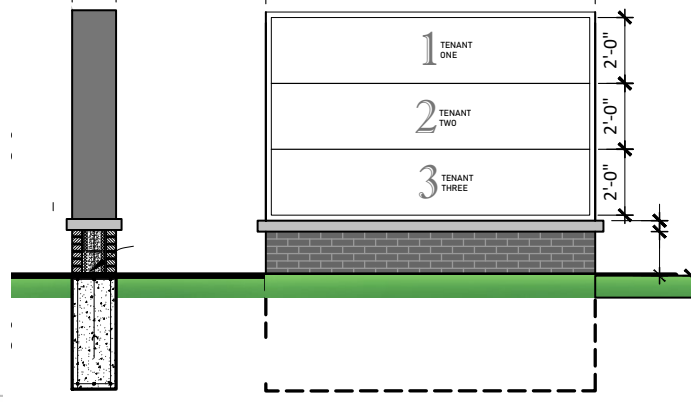 1 TENANT
ONE
2'-0"
2 TENANT
TWO
2'-0"
3 TENANT
THREE
2'-0"